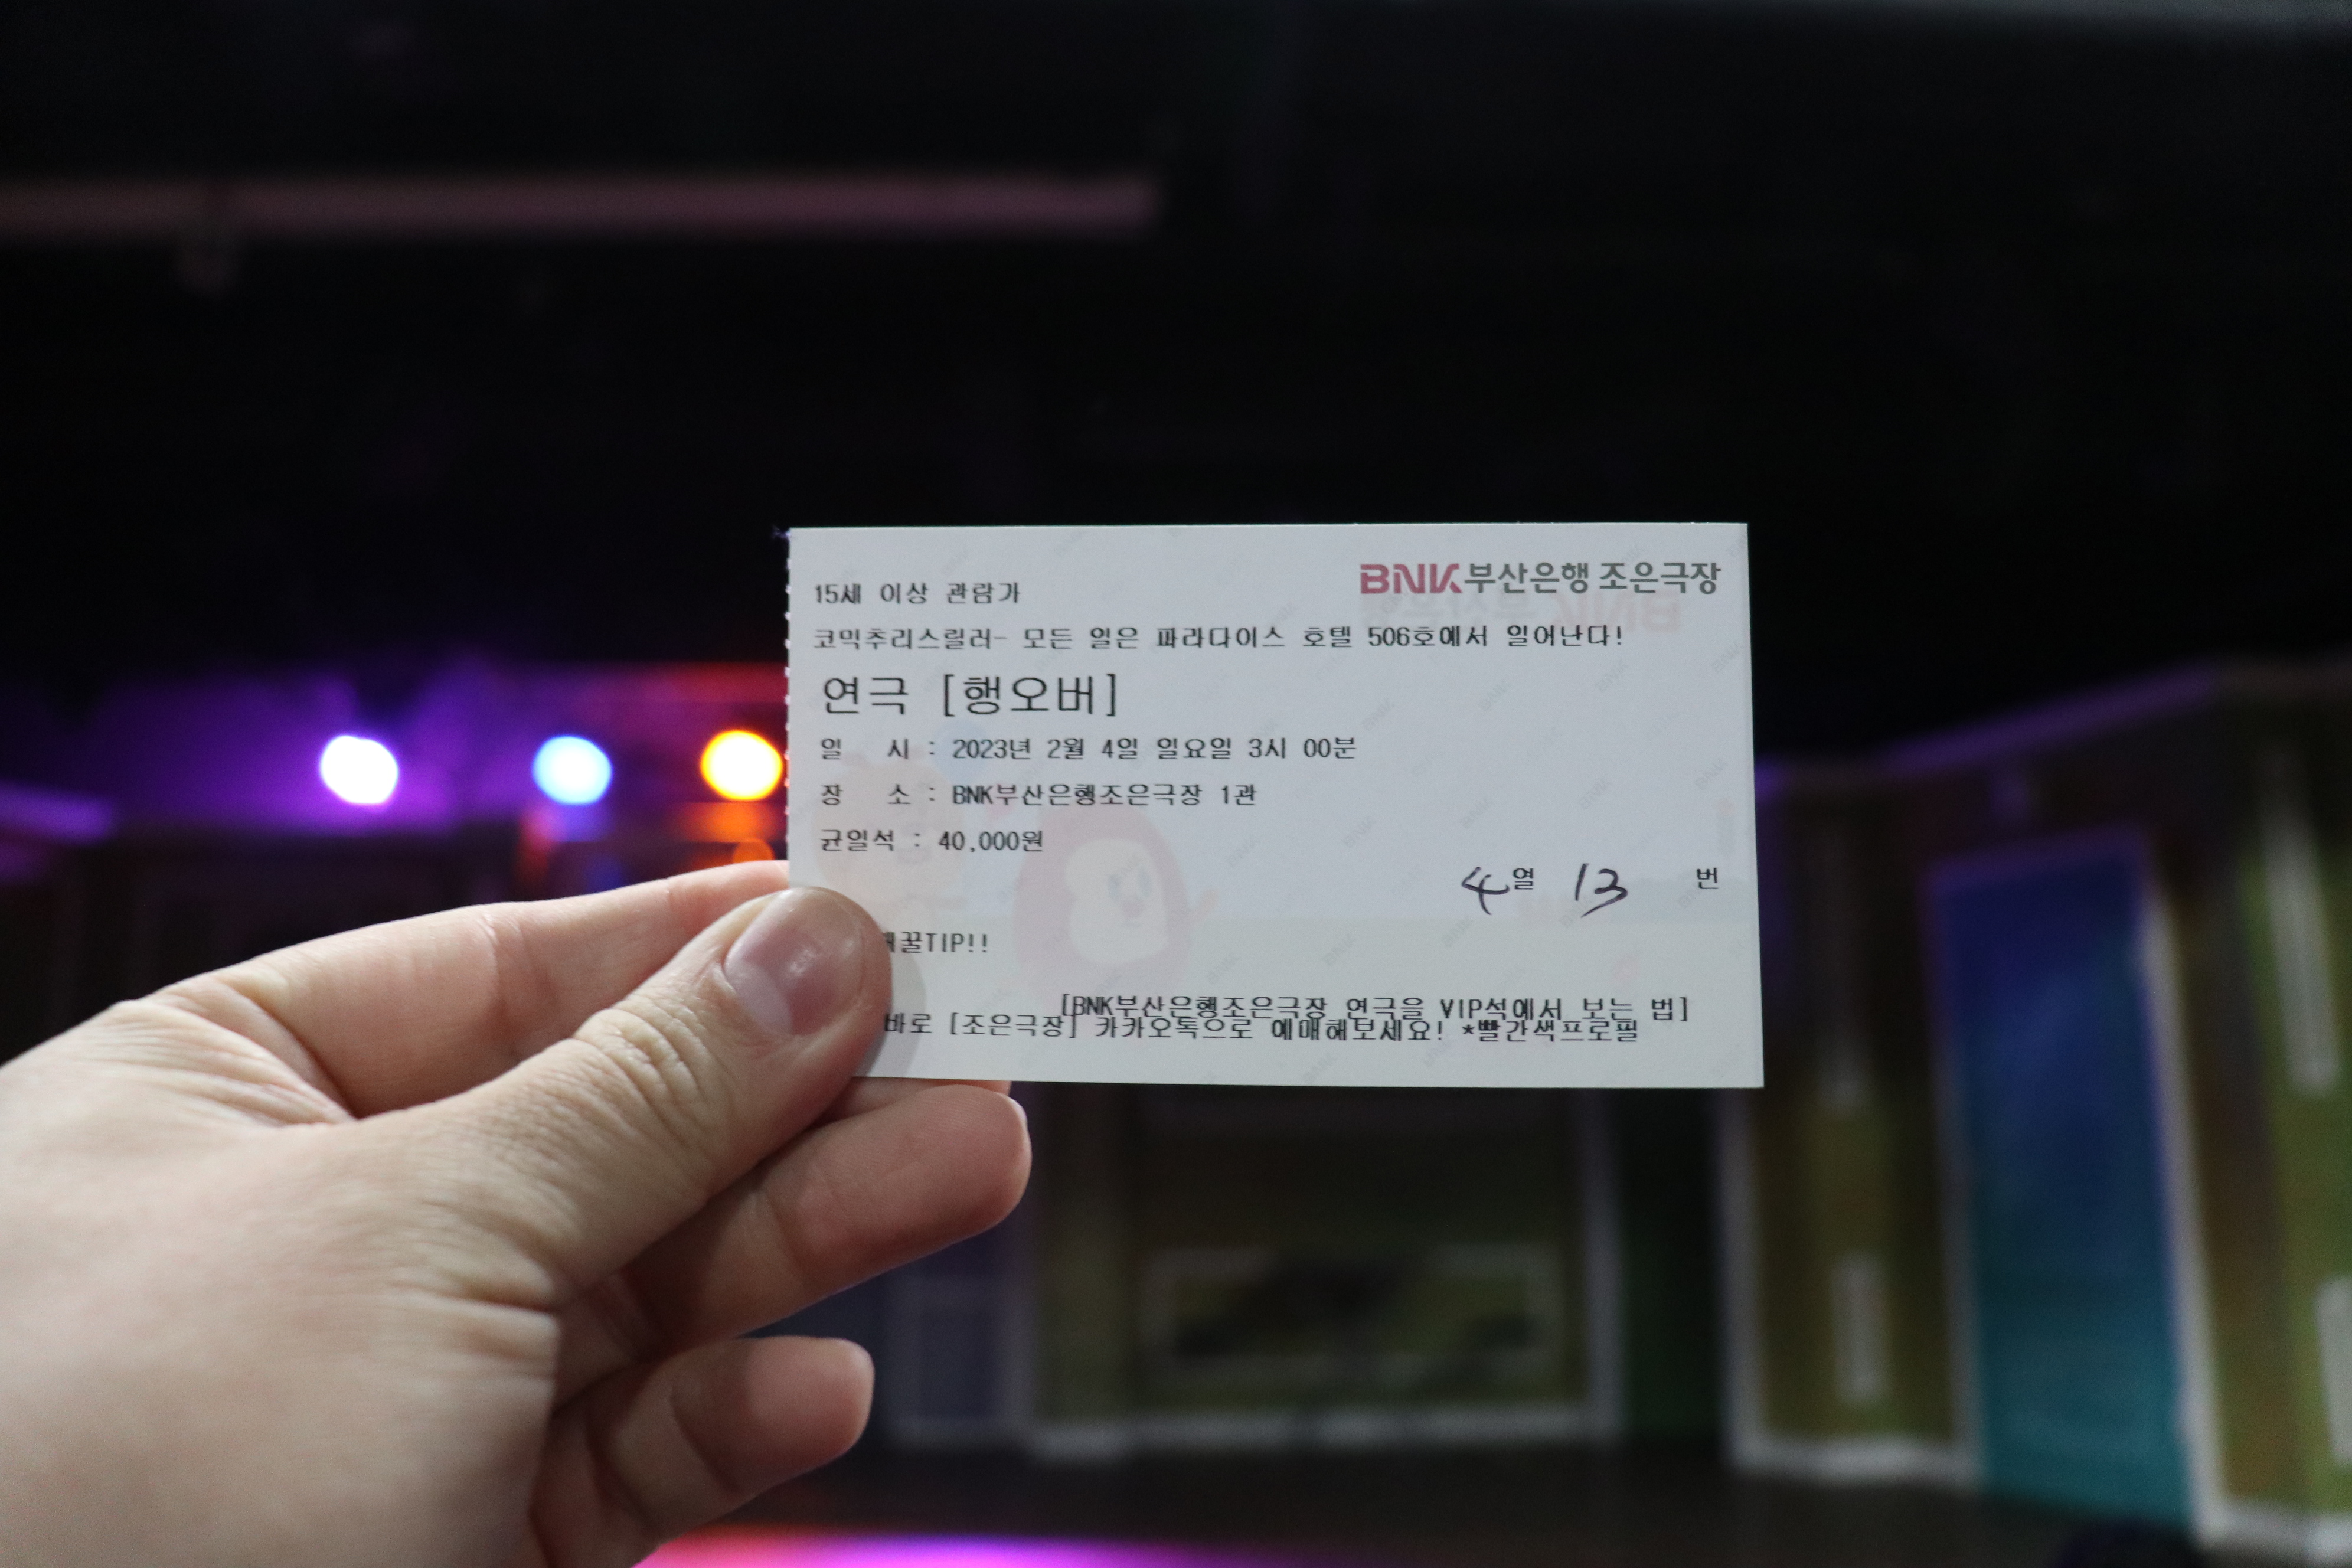 BNK부산은행 조은극장
15세 이상 관람가
코믹추리스릴러- 모든 일은 파라다이스 호텔 506호에서 일어난다!
연극 [행오버]
일 시 : 2023년 2월 4일 일요일 3시 00분
장 소 : BNK부산은행조은극장 1관
균일석 : 40,000원
4열 13 번
꿀TIP!!
[BNK부산은행조은극장 연극을 VIP석에서 보는 법]
바로 [조은극장] 카카오톡으로 예매해보세요! *빨간색프로필